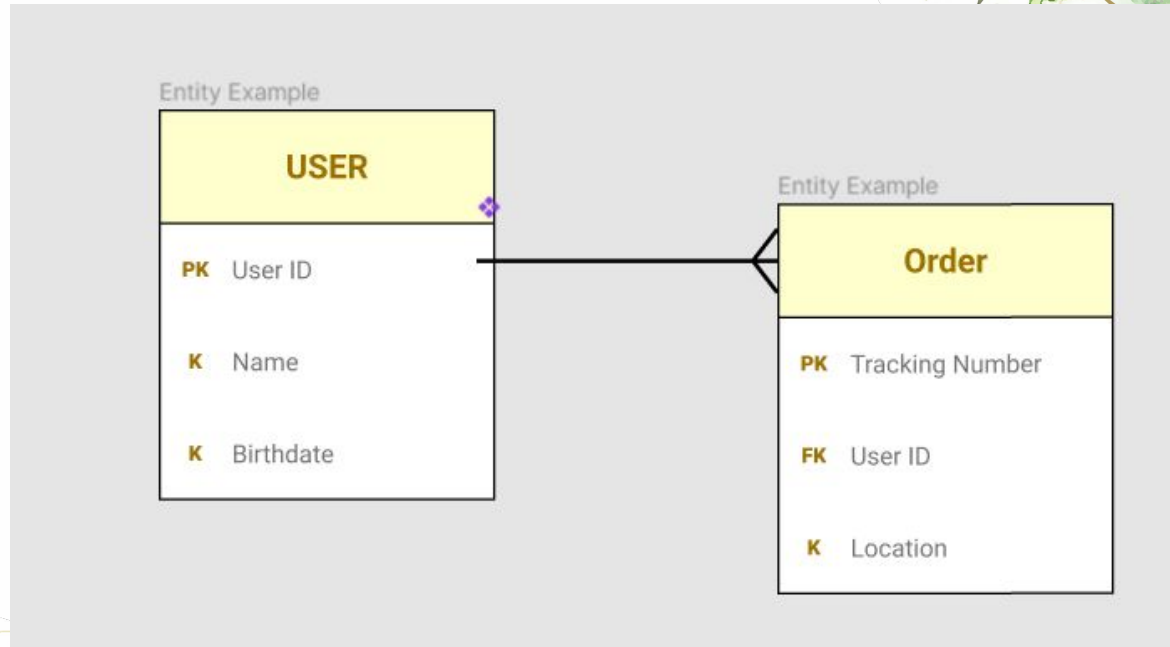 Entity Example
USER
PK User ID
K Name
K Birthdate
Entity Example
Order
PK Tracking Number
FK User ID
K Location